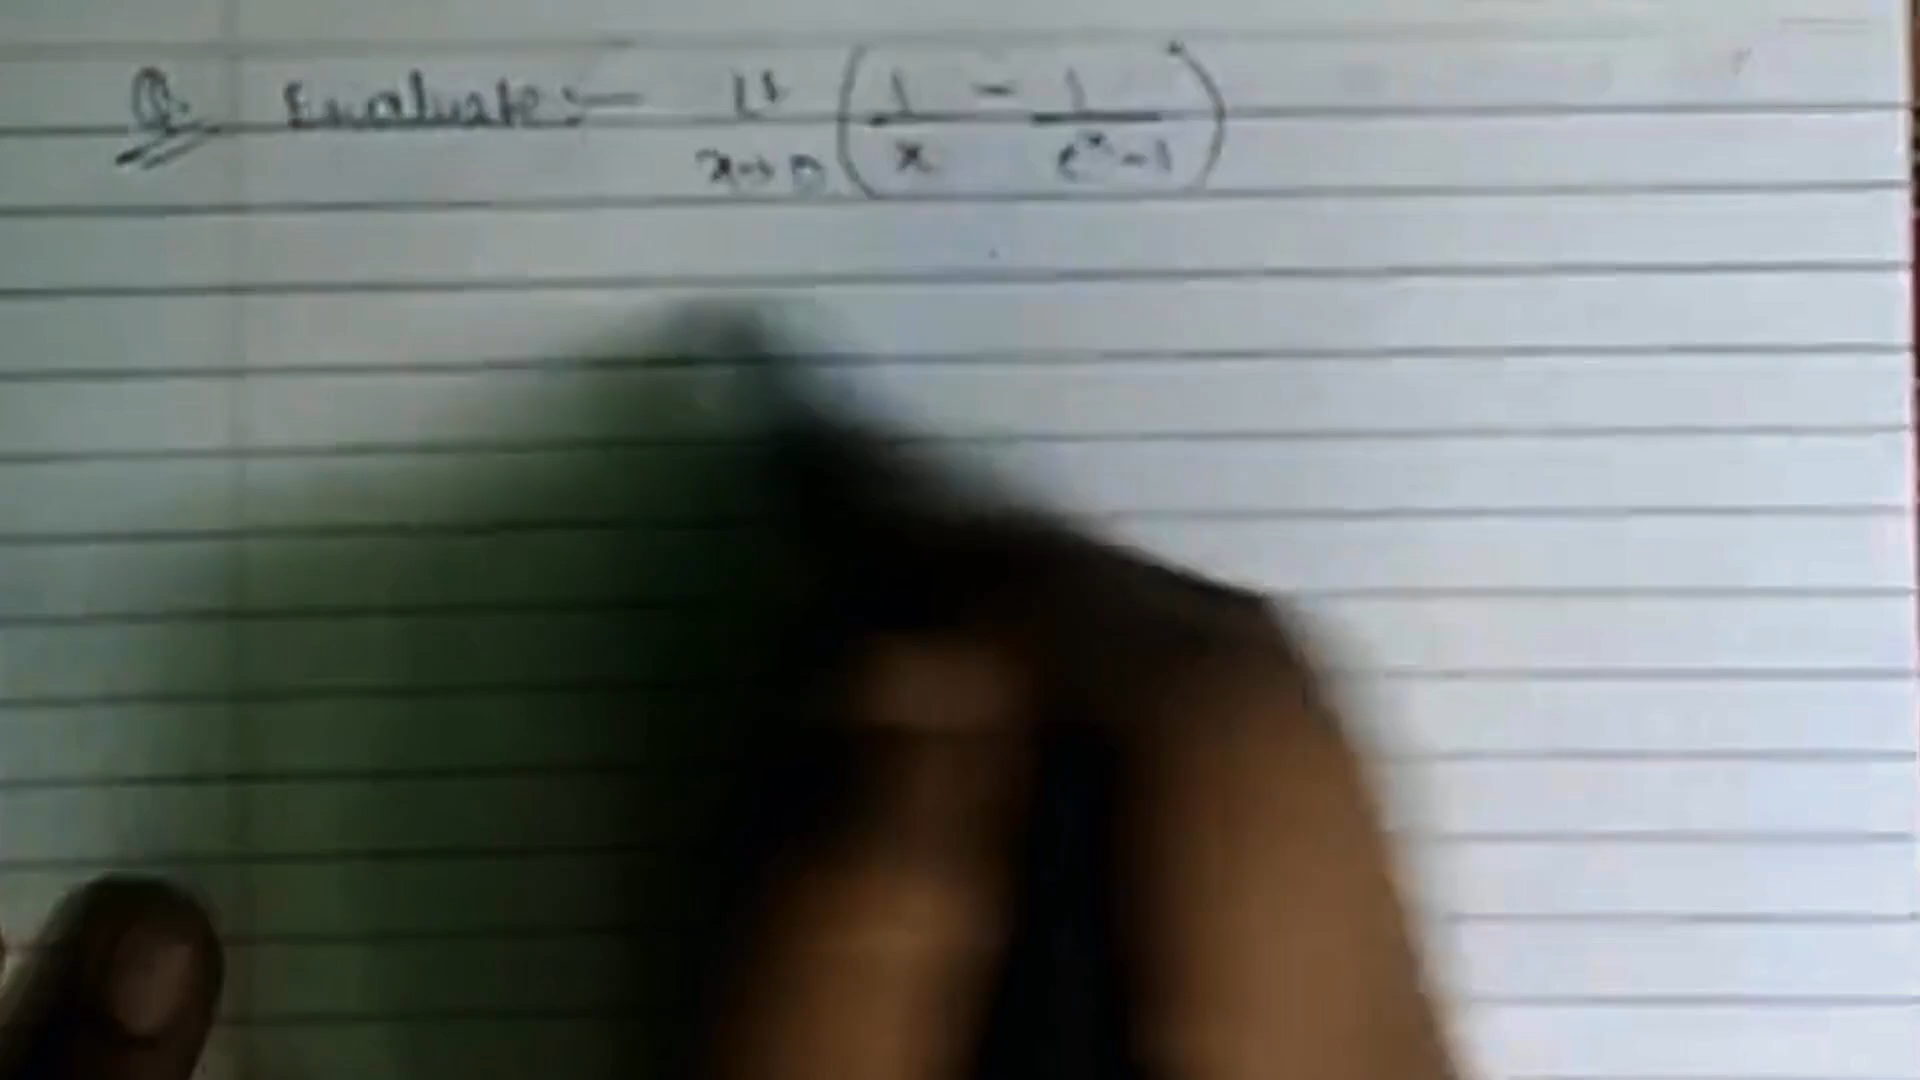 Q. Evaluate:- lt x→0 (1/x - 1/(e^x-1))